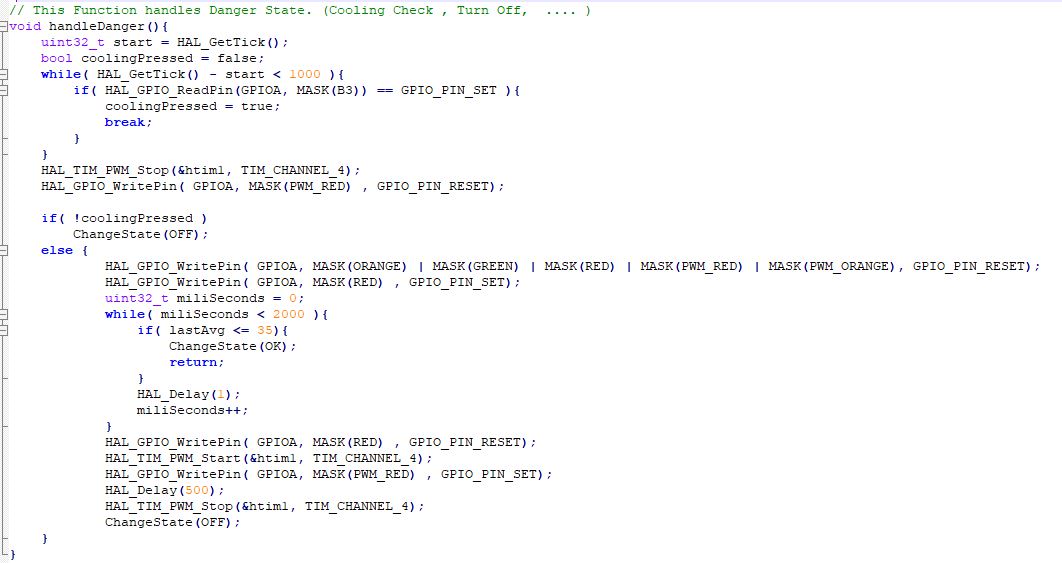 // This Function handles Danger State. (Cooling Check , Turn Off,  .... )
void handleDanger(){
    uint32_t start = HAL_GetTick();
    bool coolingPressed = false;
    while( HAL_GetTick() - start < 1000 ){
        if( HAL_GPIO_ReadPin(GPIOA, MASK(B3)) == GPIO_PIN_SET ){
            coolingPressed = true;
            break;
        }
    }
    HAL_TIM_PWM_Stop(&htim1, TIM_CHANNEL_4);
    HAL_GPIO_WritePin( GPIOA, MASK(PWM_RED) , GPIO_PIN_RESET);
    if( !coolingPressed )
        ChangeState(OFF);
    else {
            HAL_GPIO_WritePin( GPIOA, MASK(ORANGE) | MASK(GREEN) | MASK(RED) | MASK(PWM_RED) | MASK(PWM_ORANGE), GPIO_PIN_RESET);
            HAL_GPIO_WritePin( GPIOA, MASK(RED) , GPIO_PIN_SET);
            uint32_t miliSeconds = 0;
            while( miliSeconds < 2000 ){
                if( lastAvg <= 35){
                    ChangeState(OK);
                    return;
                }
                HAL_Delay(1);
                miliSeconds++;
            }
            HAL_GPIO_WritePin( GPIOA, MASK(RED) , GPIO_PIN_RESET);
            HAL_TIM_PWM_Start(&htim1, TIM_CHANNEL_4);
            HAL_GPIO_WritePin( GPIOA, MASK(PWM_RED) , GPIO_PIN_SET);
            HAL_Delay(500);
            HAL_TIM_PWM_Stop(&htim1, TIM_CHANNEL_4);
            ChangeState(OFF);
    }
}